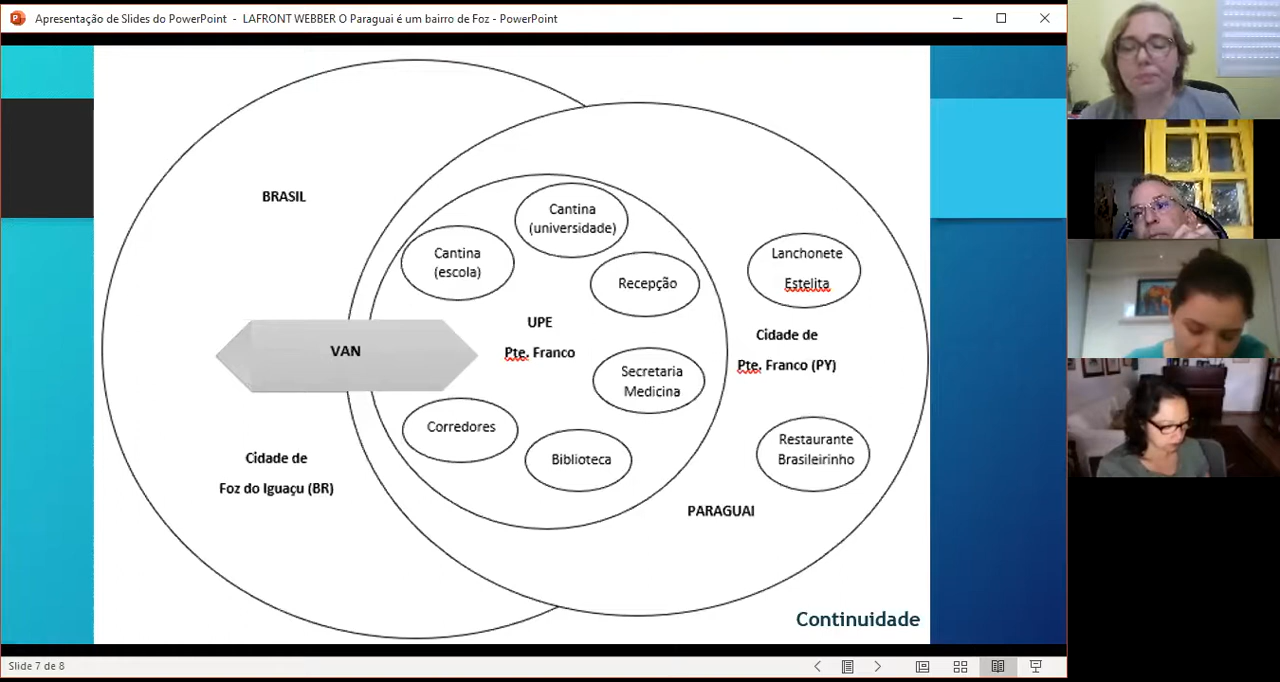 Apresentação de Slides do PowerPoint - LAFRONT WEBBER O Paraguai é um bairro de Foz - PowerPoint
BRASIL
Cantina
(universidade)
Cantina
(escola)
Recepção
Lanchonete
Estelita
UPE
Pte. Franco
Cidade de
Pte. Franco (PY)
VAN
Secretaria
Medicina
Corredores
Biblioteca
Restaurante
Brasileirinho
Cidade de
Foz do Iguaçu (BR)
PARAGUAI
Continuidade
Slide 7 de 8